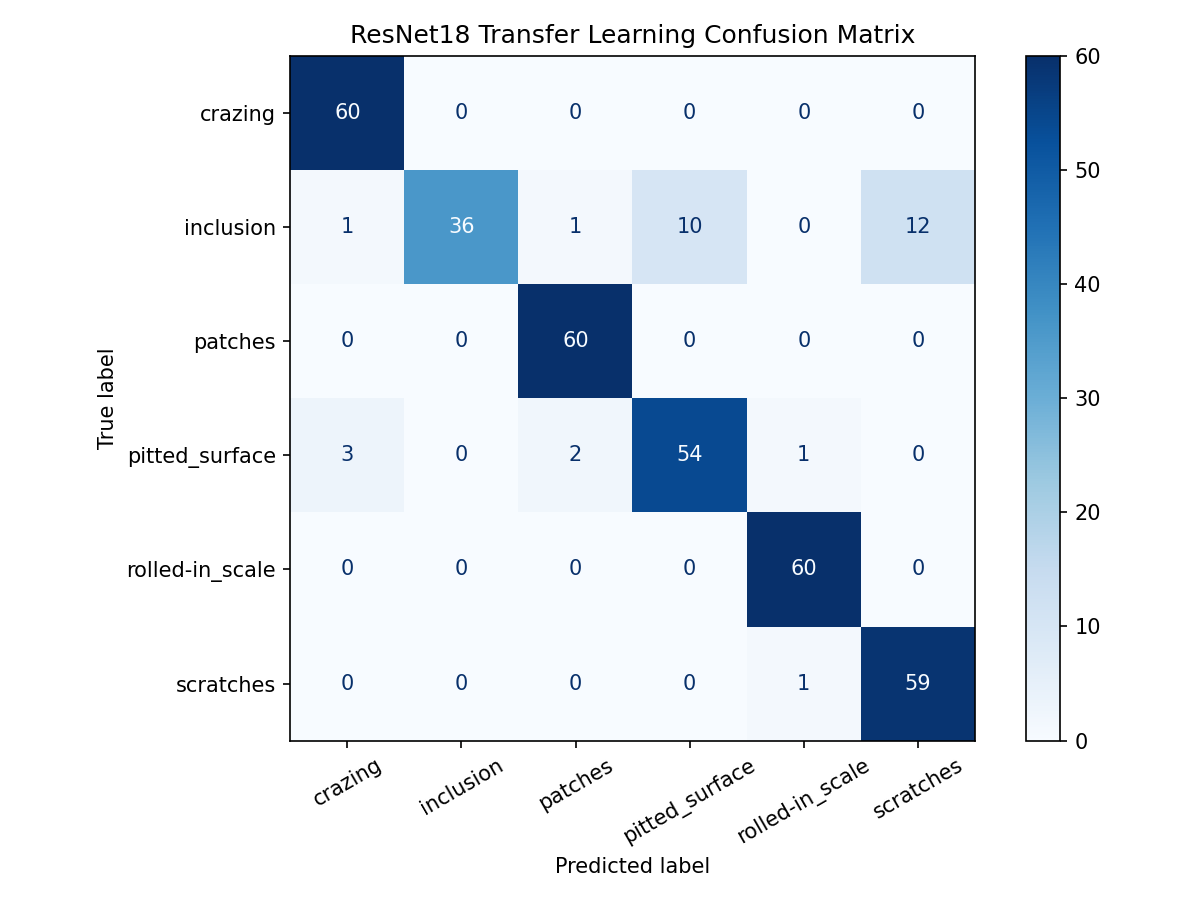 ResNet18 Transfer Learning Confusion Matrix
True label
crazing 60 0 0 0 0 0
inclusion 1 36 1 10 0 12
patches 0 0 60 0 0 0
pitted_surface 3 0 2 54 1 0
rolled-in_scale 0 0 0 0 60 0
scratches 0 0 0 0 1 59
crazing inclusion patches pitted_surface rolled-in_scale scratches
Predicted label
60
50
40
30
20
10
0